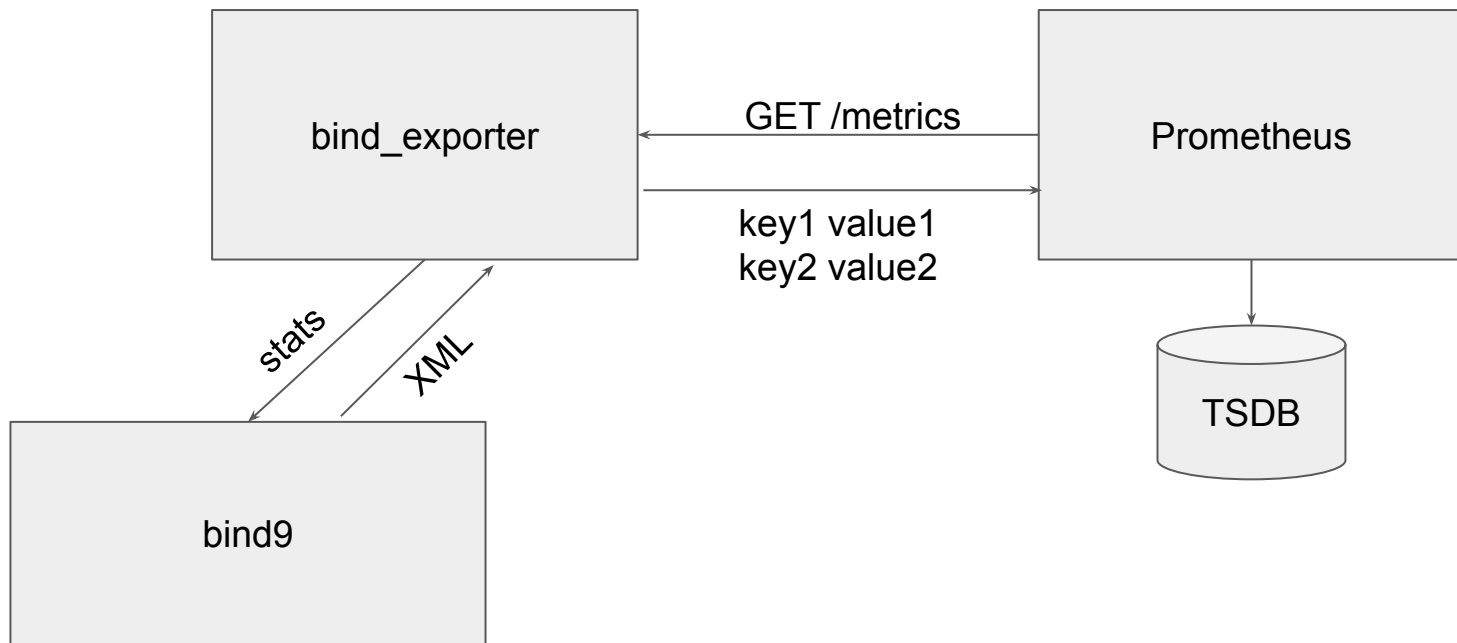 bind_exporter
GET /metrics
Prometheus
key1 value1
key2 value2
stats
XML
TSDB
bind9